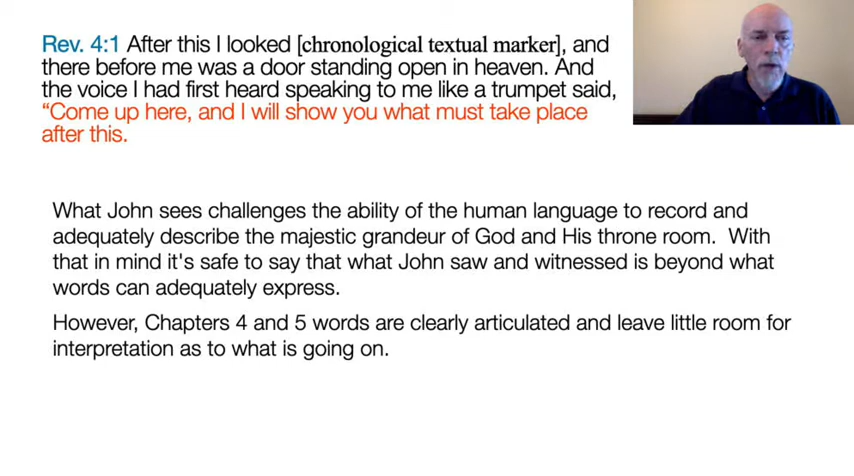 Rev. 4:1 After this I looked [chronological textual marker], and
there before me was a door standing open in heaven. And
the voice I had first heard speaking to me like a trumpet said,
“Come up here, and I will show you what must take place
after this.
What John sees challenges the ability of the human language to record and
adequately describe the majestic grandeur of God and His throne room. With
that in mind it's safe to say that what John saw and witnessed is beyond what
words can adequately express.
However, Chapters 4 and 5 words are clearly articulated and leave little room for
interpretation as to what is going on.